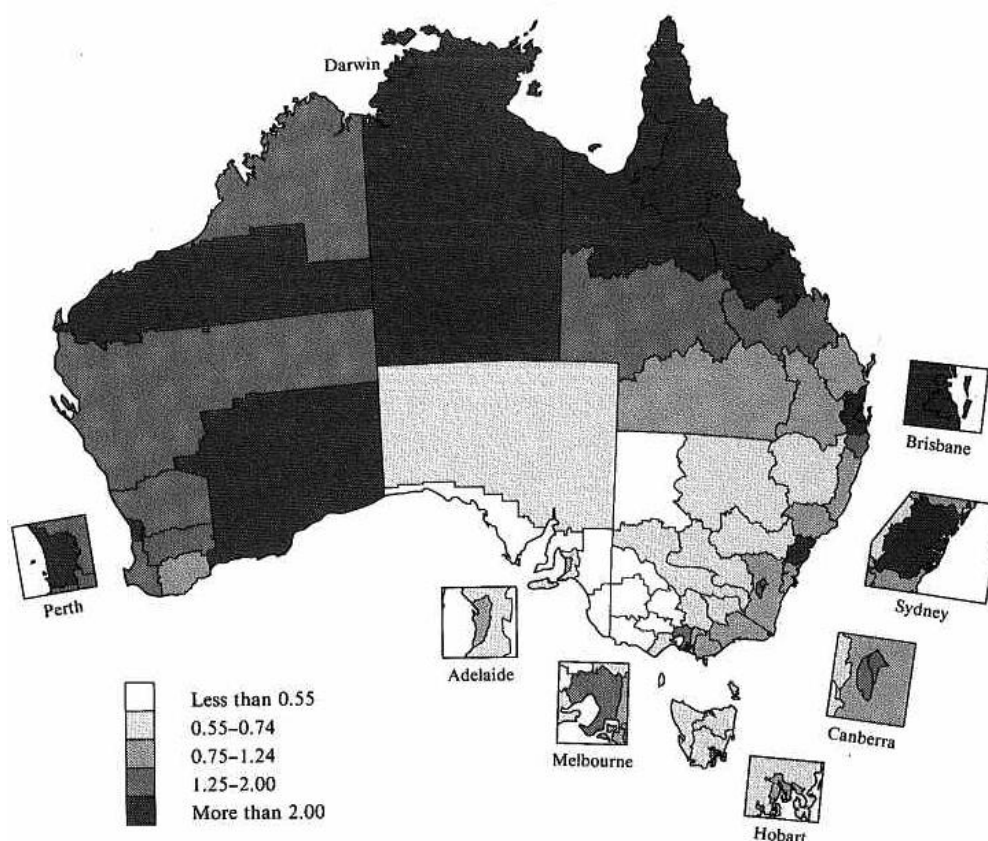 Darwin
Brisbane
Perth
Sydney
Adelaide
Melbourne
Canberra
Hobart
Less than 0.55
0.55–0.74
0.75–1.24
1.25–2.00
More than 2.00